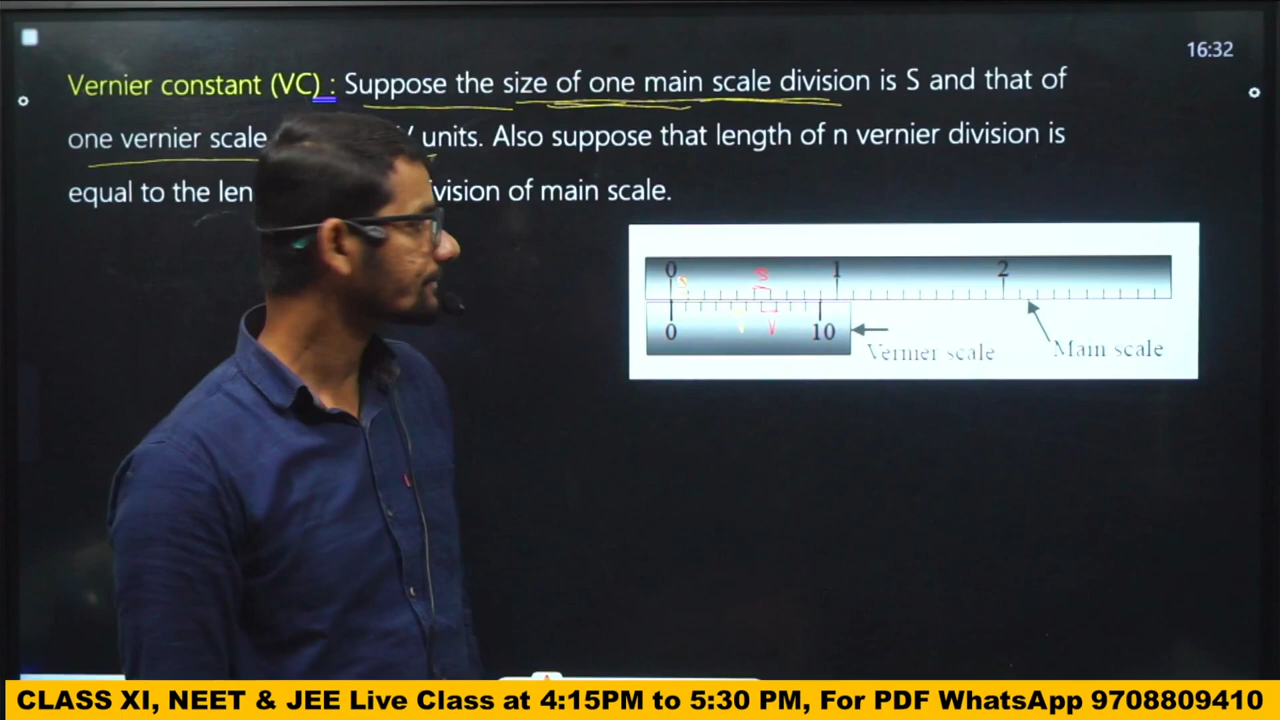 16:32
Vernier constant (VC) : Suppose the size of one main scale division is S and that of
one vernier scale V units. Also suppose that length of n vernier division is
equal to the len ivision of main scale.
0 1 2
S S
V V
0 10
Vernier scale Main scale
CLASS XI, NEET & JEE Live Class at 4:15PM to 5:30 PM, For PDF WhatsApp 9708809410